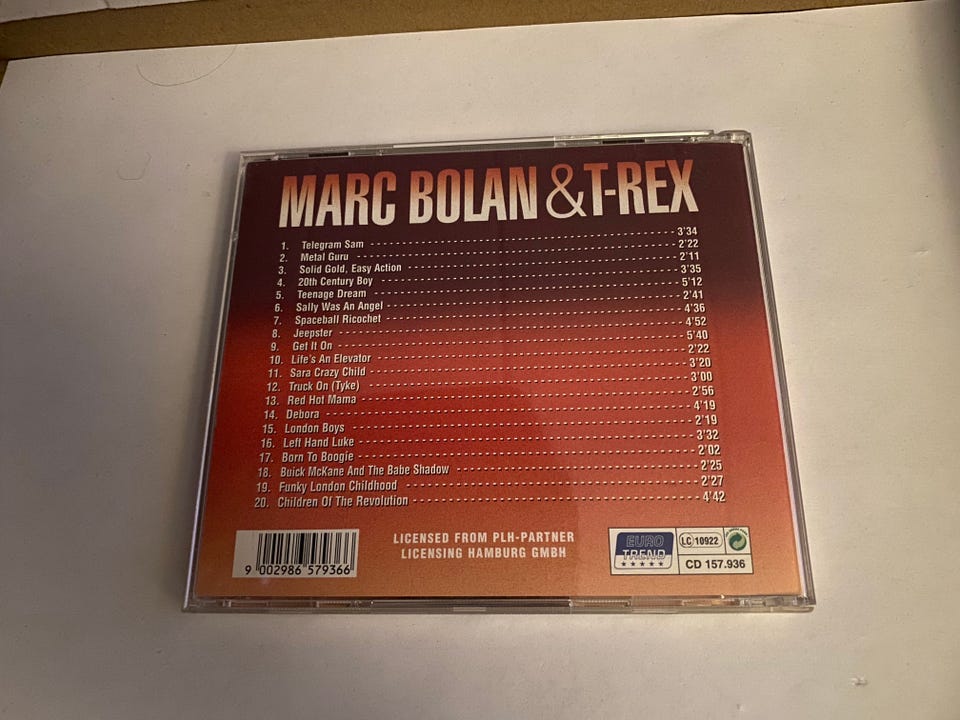 MARC BOLAN & T-REX
1. Telegram Sam 3'34
2. Metal Guru 2'22
3. Solid Gold, Easy Action 2'11
4. 20th Century Boy 3'35
5. Teenage Dream 5'12
6. Sally Was An Angel 2'41
7. Spaceball Ricochet 4'36
8. Jeepster 4'52
9. Get It On 5'40
10. Life's An Elevator 2'22
11. Sara Crazy Child 3'20
12. Truck On (Tyke) 3'00
13. Red Hot Mama 2'56
14. Debora 4'19
15. London Boys 2'19
16. Left Hand Luke 3'32
17. Born To Boogie 2'02
18. Buick McKane And The Babe Shadow 2'25
19. Funky London Childhood 2'27
20. Children Of The Revolution 4'42
LICENSED FROM PLH-PARTNER
LICENSING HAMBURG GMBH
9 002986 579366
EURO
TREND
LC 10922
CD 157.936